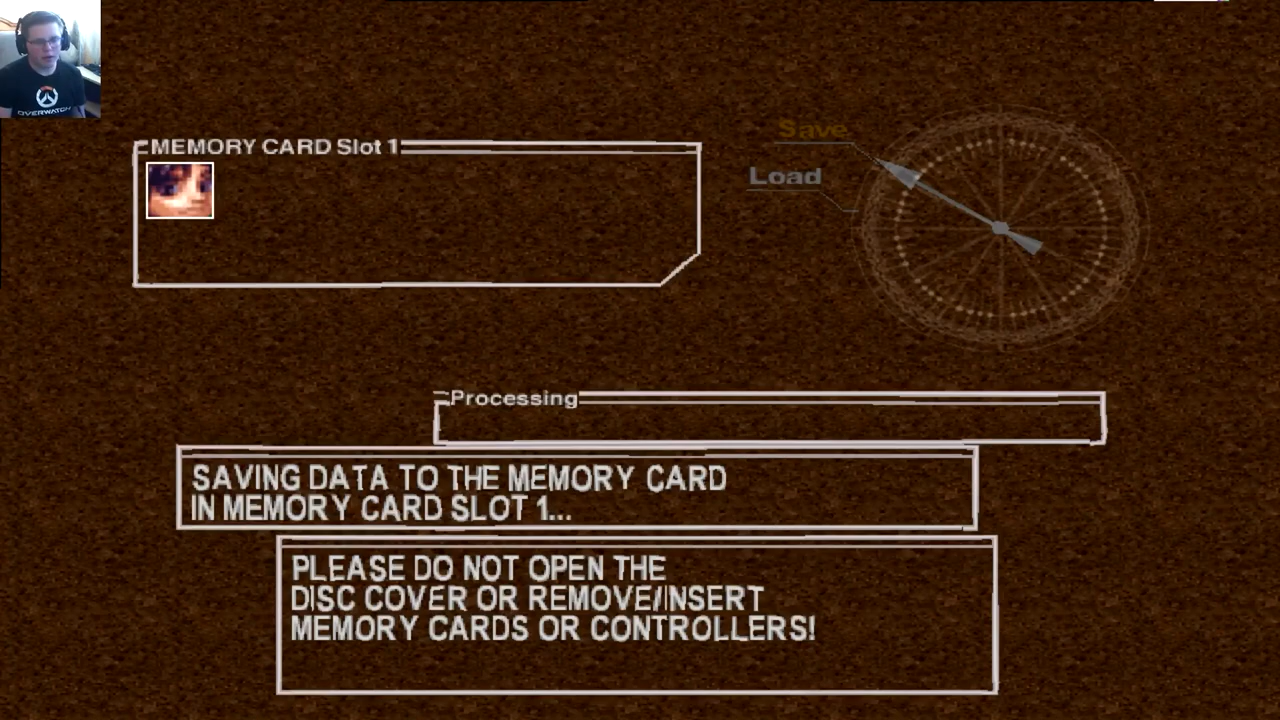 OVERWATCH
MEMORY CARD Slot 1
Save
Load
Processing
SAVING DATA TO THE MEMORY CARD
IN MEMORY CARD SLOT 1...
PLEASE DO NOT OPEN THE
DISC COVER OR REMOVE/INSERT
MEMORY CARDS OR CONTROLLERS!